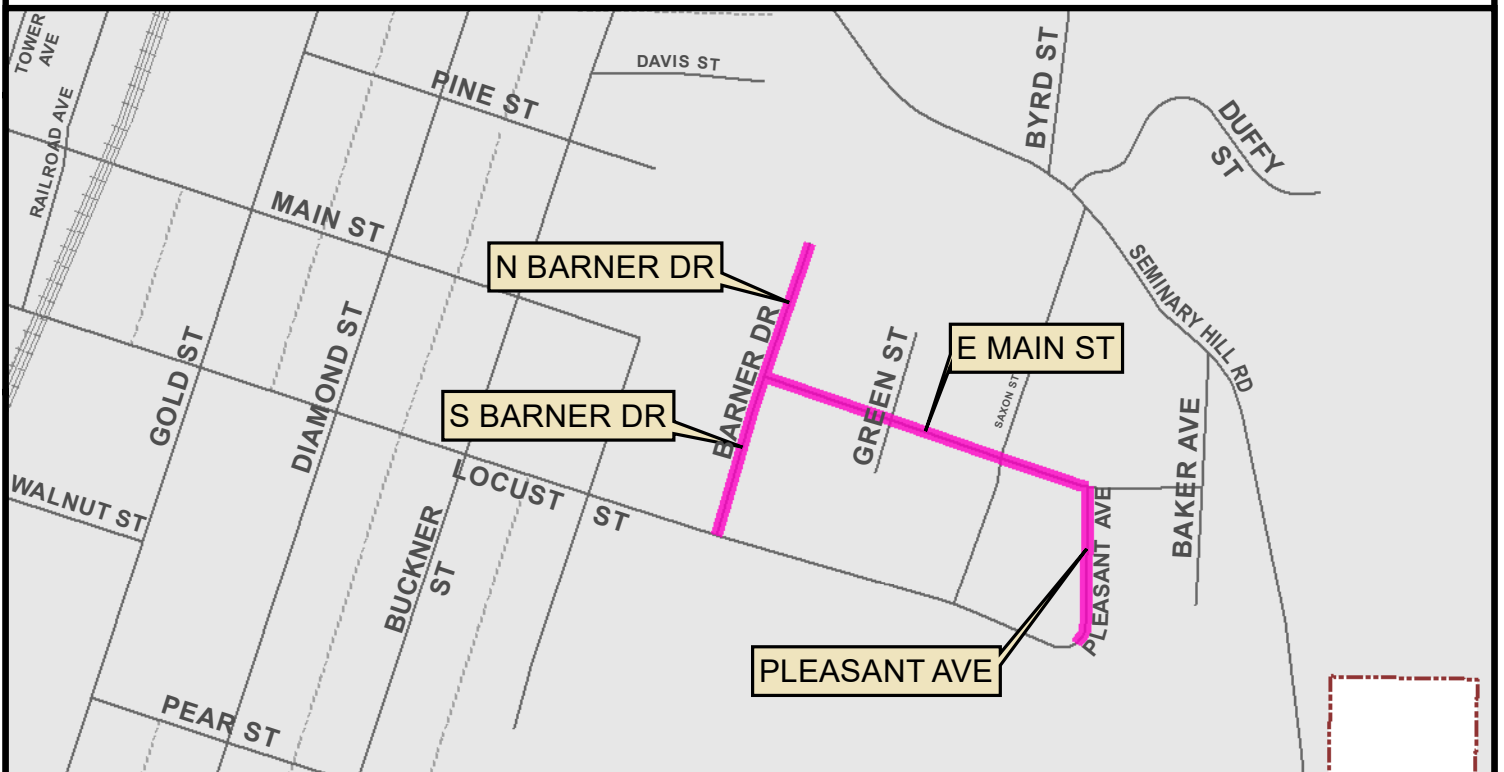 TOWER
AVE
RAILROAD AVE
PINE ST
DAVIS ST
BYRD ST
DUFFY
ST
MAIN ST
N BARNER DR
SEMINARY HILL RD
GOLD ST
DIAMOND ST
BARNER DR
GREEN ST
E MAIN ST
SAXON ST
S BARNER DR
BAKER AVE
LOCUST
ST
WALNUT ST
BUCKNER
ST
PLEASANT AVE
PLEASANT AVE
PEAR ST